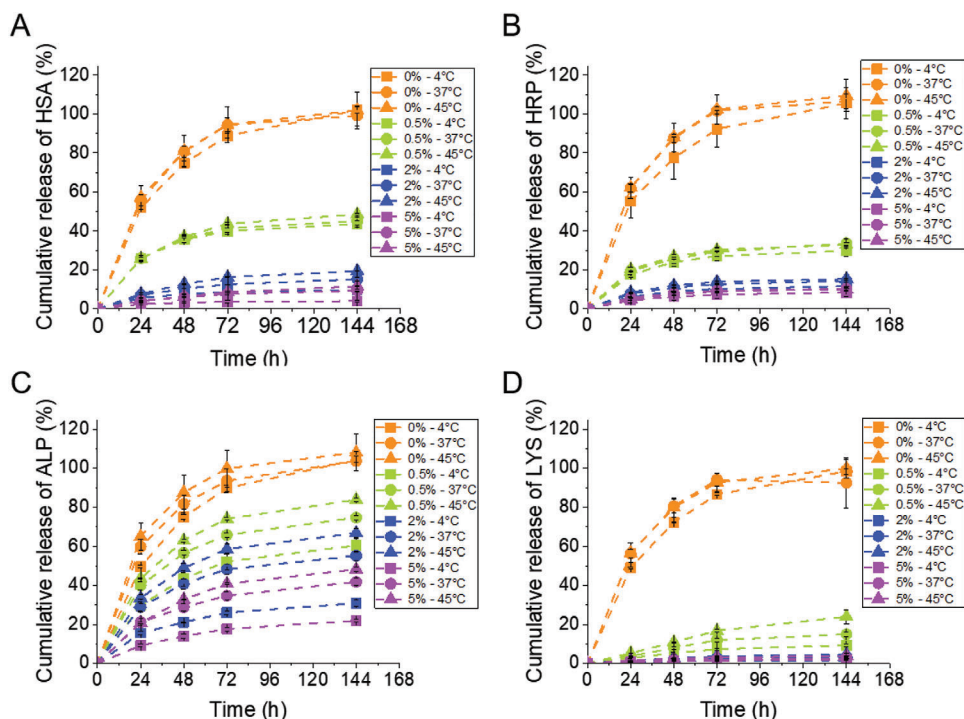 A
Cumulative release of HSA (%)
120
100
80
60
40
20
0
0 24 48 72 96 120 144 168
Time (h)
0% - 4°C
0% - 37°C
0% - 45°C
0.5% - 4°C
0.5% - 37°C
0.5% - 45°C
2% - 4°C
2% - 37°C
2% - 45°C
5% - 4°C
5% - 37°C
5% - 45°C
B
Cumulative release of HRP (%)
120
100
80
60
40
20
0
0 24 48 72 96 120 144 168
Time (h)
0% - 4°C
0% - 37°C
0% - 45°C
0.5% - 4°C
0.5% - 37°C
0.5% - 45°C
2% - 4°C
2% - 37°C
2% - 45°C
5% - 4°C
5% - 37°C
5% - 45°C
C
Cumulative release of ALP (%)
120
100
80
60
40
20
0
0 24 48 72 96 120 144 168
Time (h)
0% - 4°C
0% - 37°C
0% - 45°C
0.5% - 4°C
0.5% - 37°C
0.5% - 45°C
2% - 4°C
2% - 37°C
2% - 45°C
5% - 4°C
5% - 37°C
5% - 45°C
D
Cumulative release of LYS (%)
120
100
80
60
40
20
0
0 24 48 72 96 120 144 168
Time (h)
0% - 4°C
0% - 37°C
0% - 45°C
0.5% - 4°C
0.5% - 37°C
0.5% - 45°C
2% - 4°C
2% - 37°C
2% - 45°C
5% - 4°C
5% - 37°C
5% - 45°C